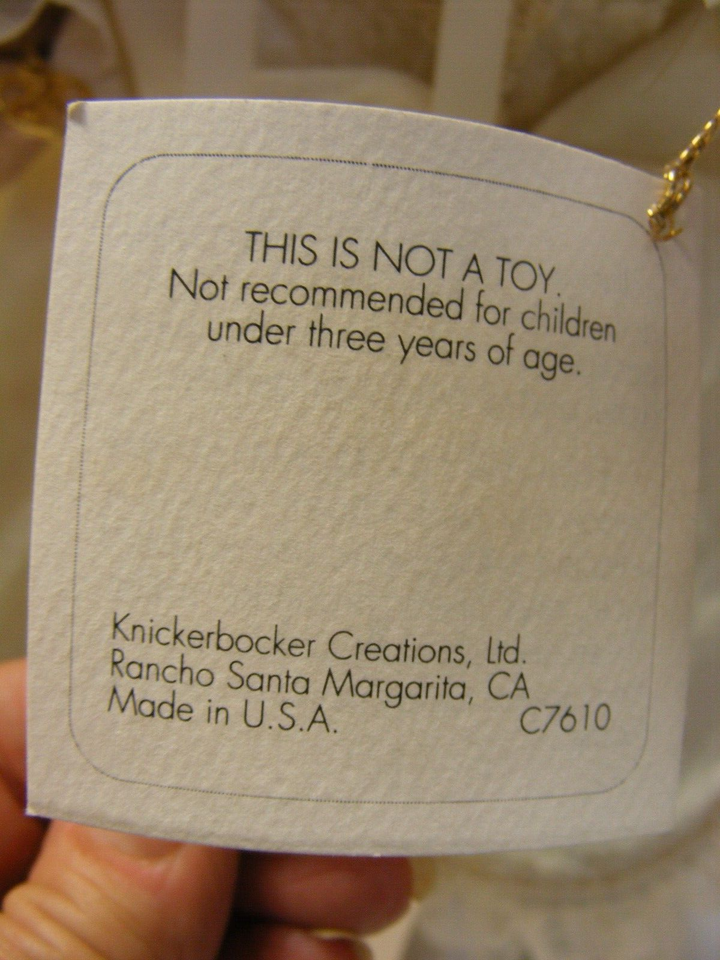 THIS IS NOT A TOY.
Not recommended for children
under three years of age.
Knickerbocker Creations, Ltd.
Rancho Santa Margarita, CA
Made in U.S.A. C7610